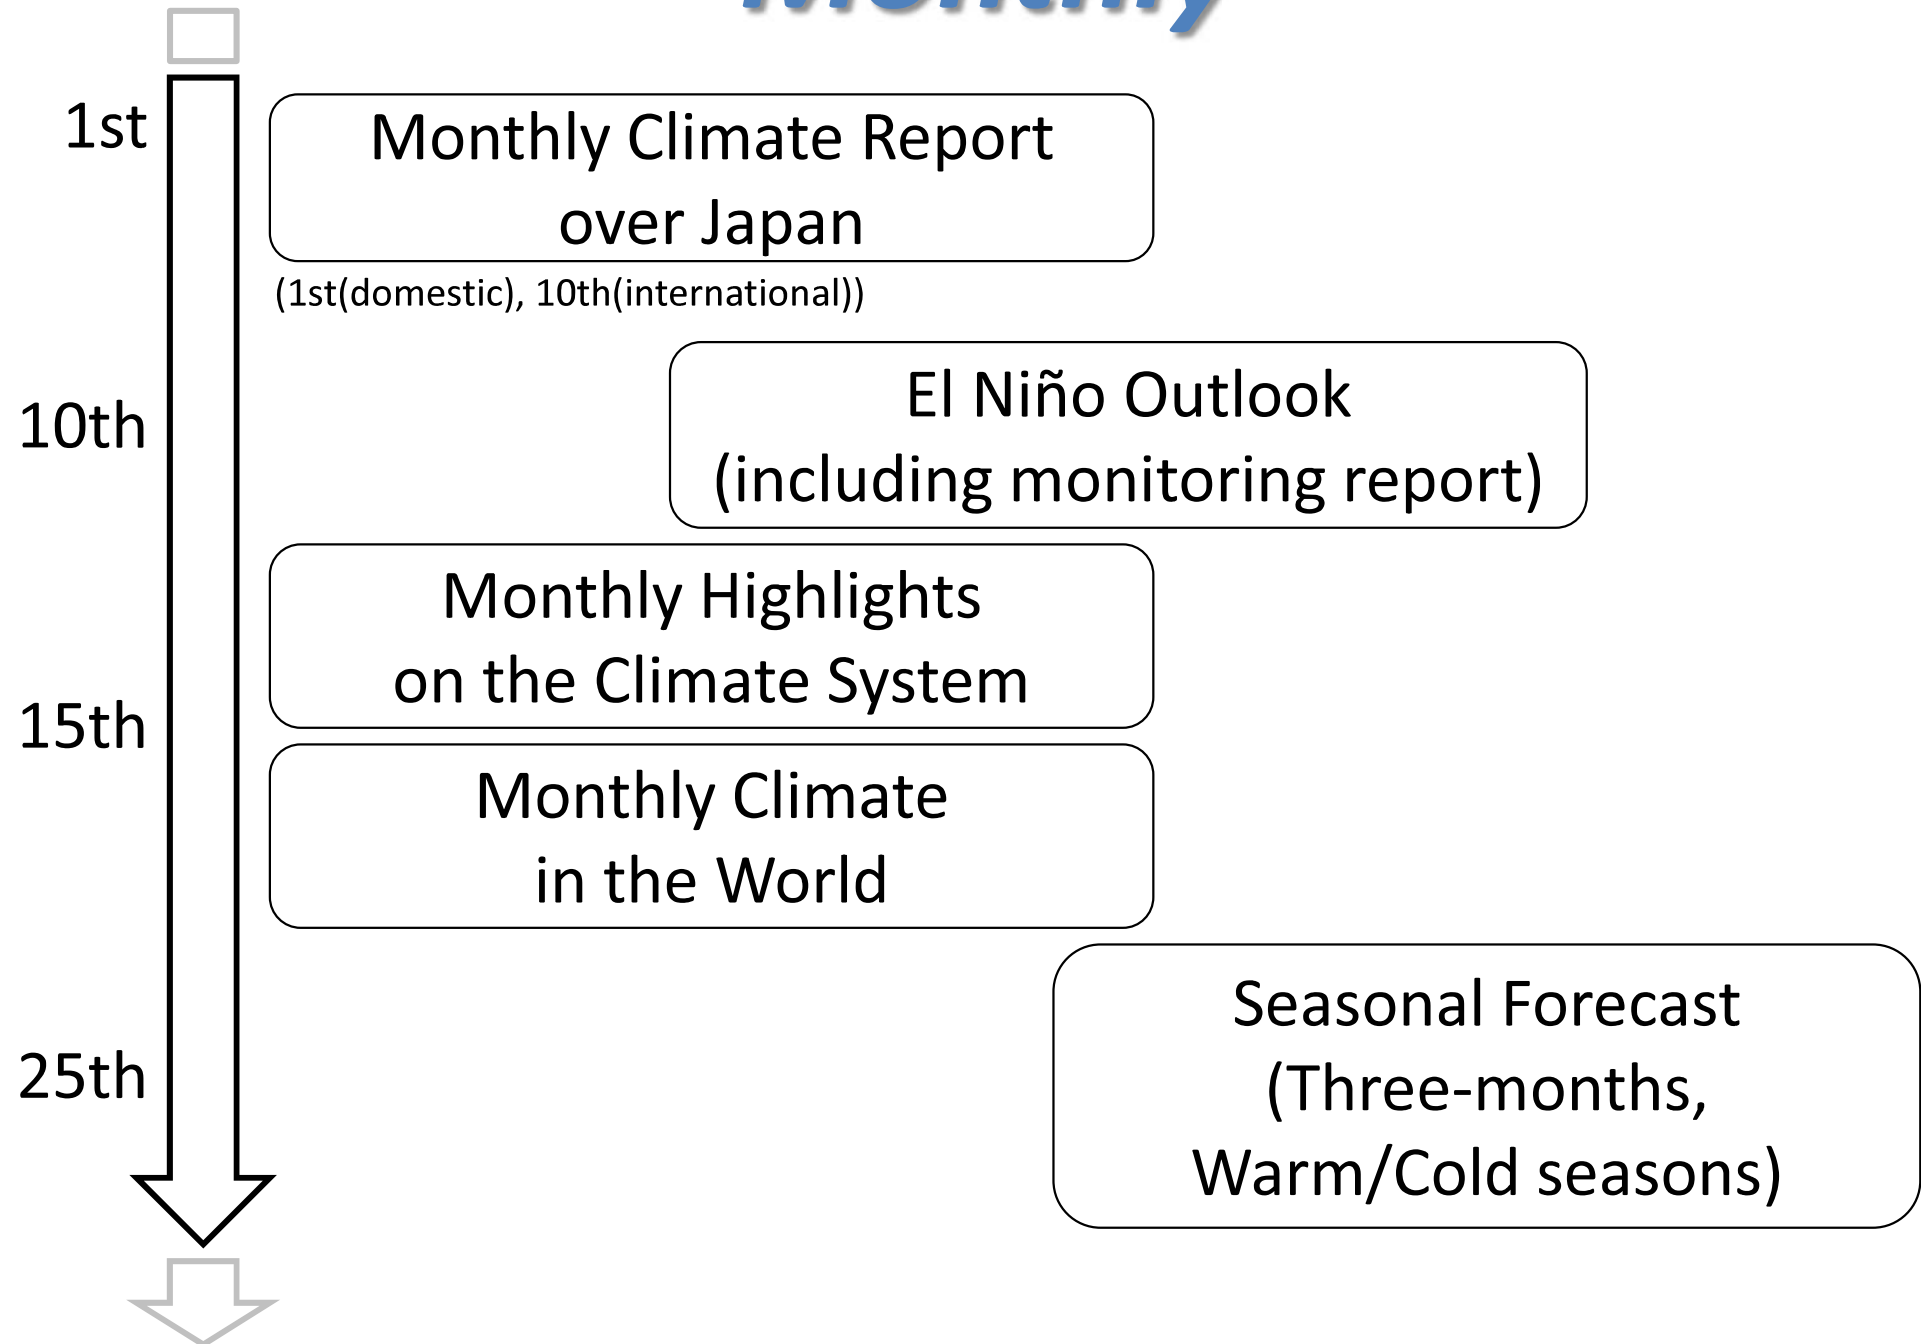 Monthly
1st
Monthly Climate Report
over Japan
(1st(domestic), 10th(international))
10th
El Niño Outlook
(including monitoring report)
Monthly Highlights
on the Climate System
15th
Monthly Climate
in the World
25th
Seasonal Forecast
(Three-months,
Warm/Cold seasons)